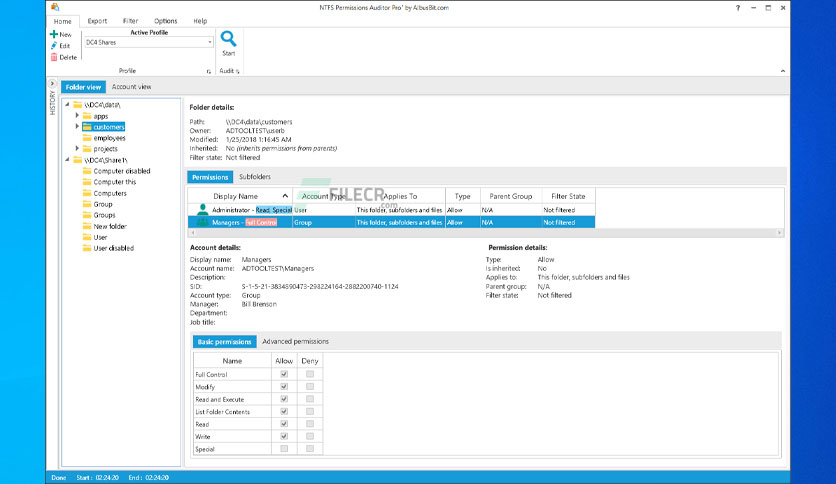 NTFS Permissions Auditor Pro' by AlbusBit.com
?
Home Export Filter Options Help
New
Edit
Delete
Active Profile
DC4 Shares
Profile
Start
Audit
HISTORY
Folder view Account view
\\DC4\data\
apps
customers
employees
projects
\\DC4\Share1\
Computer disabled
Computer this
Computers
Group
Groups
New folder
User
User disabled
Folder details:
Path: \\DC4\data\customers
Owner: ADTOOLTEST\userb
Modified: 1/25/2018 1:16:45 AM
Inherited: No (inherits permissions from parents)
Filter state: Not filtered
Permissions Subfolders
Display Name Account Type Applies To Type Parent Group Filter State
Administrator - Read, Special User This folder, subfolders and files Allow N/A Not filtered
Managers - Full Control Group This folder, subfolders and files Allow N/A Not filtered
FILECR
.com
Account details:
Display name: Managers
Account name: ADTOOLTEST\Managers
Description:
SID: S-1-5-21-3834890473-298224164-2882200740-1124
Account type: Group
Manager: Bill Brenson
Department:
Job title:
Permission details:
Type: Allow
Is inherited: No
Applies to: This folder, subfolders and files
Parent group: N/A
Filter state: Not filtered
Basic permissions Advanced permissions
Name Allow Deny
Full Control
Modify
Read and Execute
List Folder Contents
Read
Write
Special
Done Start : 02:24:20 End : 02:24:20